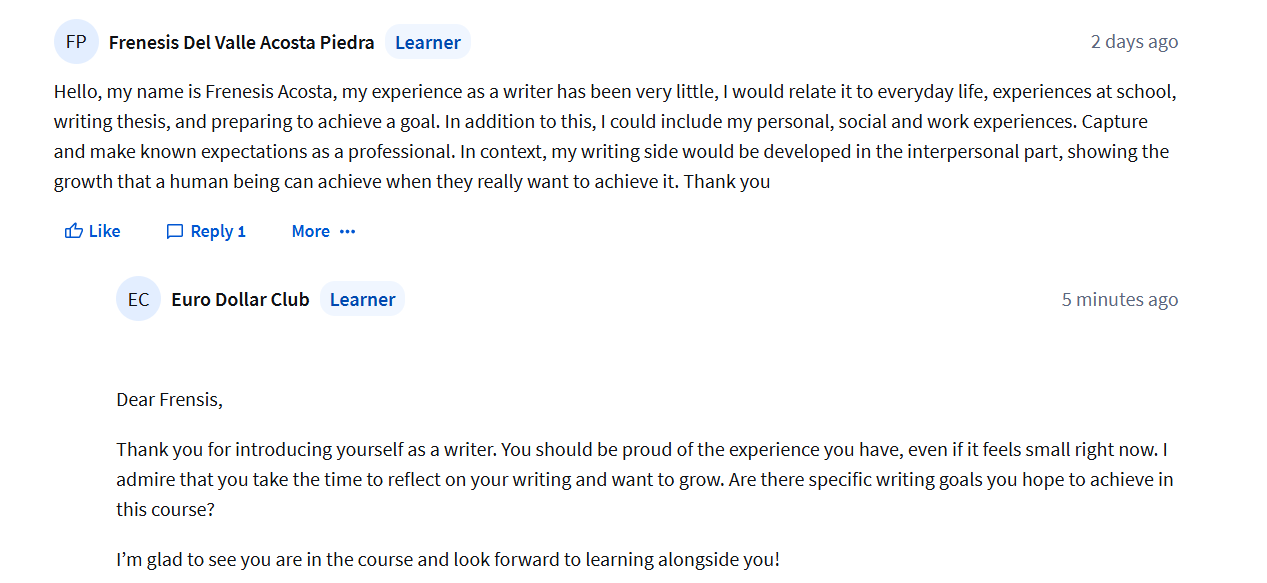 FP Frenesis Del Valle Acosta Piedra Learner 2 days ago
Hello, my name is Frenesis Acosta, my experience as a writer has been very little, I would relate it to everyday life, experiences at school,
writing thesis, and preparing to achieve a goal. In addition to this, I could include my personal, social and work experiences. Capture
and make known expectations as a professional. In context, my writing side would be developed in the interpersonal part, showing the
growth that a human being can achieve when they really want to achieve it. Thank you
Like Reply 1 More ···
EC Euro Dollar Club Learner 5 minutes ago
Dear Frensis,
Thank you for introducing yourself as a writer. You should be proud of the experience you have, even if it feels small right now. I
admire that you take the time to reflect on your writing and want to grow. Are there specific writing goals you hope to achieve in
this course?
I’m glad to see you are in the course and look forward to learning alongside you!